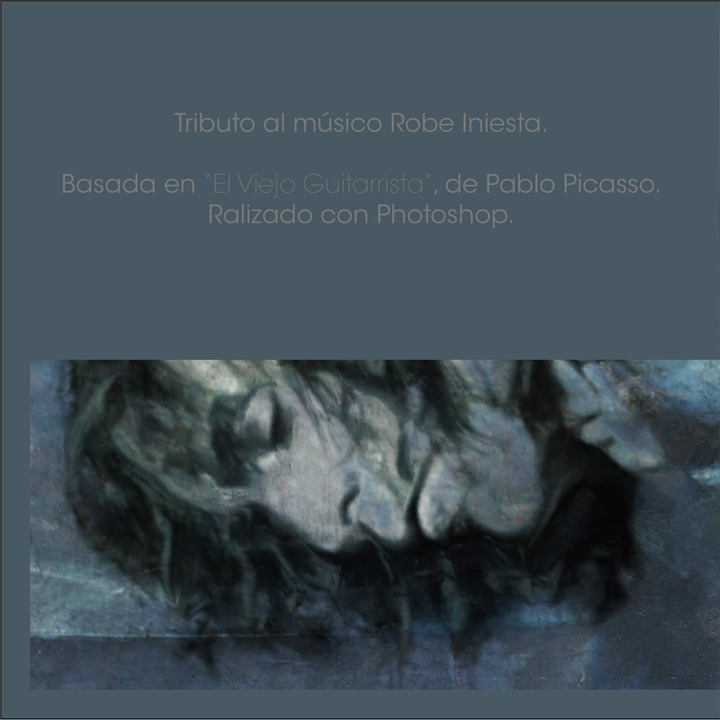 Tributo al músico Robe Iniesta.
Basada en "El Viejo Guitarrista", de Pablo Picasso.
Ralizado con Photoshop.